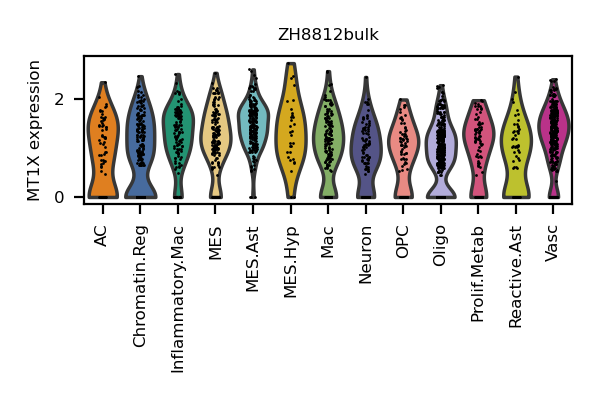 ZH8812bulk
MT1X expression
2
0
AC
Chromatin.Reg
Inflammatory.Mac
MES
MES.Ast
MES.Hyp
Mac
Neuron
OPC
Oligo
Prolif.Metab
Reactive.Ast
Vasc